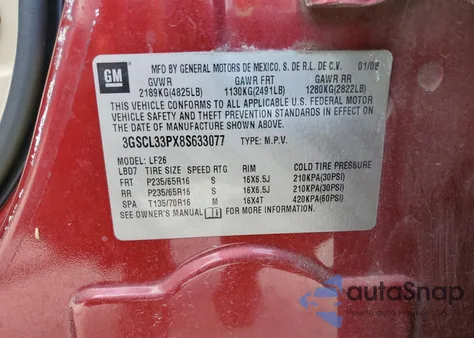 GM
MFD BY GENERAL MOTORS DE MEXICO, S. DE R.L. DE C.V. 01/08
GVWR GAWR FRT GAWR RR
2189KG(4825LB) 1130KG(2491LB) 1280KG(2822LB)
THIS VEHICLE CONFORMS TO ALL APPLICABLE U.S. FEDERAL MOTOR
VEHICLE SAFETY AND THEFT PREVENTION STANDARDS IN EFFECT ON
THE DATE OF MANUFACTURE SHOWN ABOVE.
3GSCL33PX8S633077 TYPE: M.P.V.
MODEL: LF26
LBD7 TIRE SIZE SPEED RTG RIM COLD TIRE PRESSURE
FRT P235/65R16 S 16X6.5J 210KPA(30PSI)
RR P235/65R16 S 16X6.5J 210KPA(30PSI)
SPA T135/70R16 M 16X4T 420KPA(60PSI)
SEE OWNER'S MANUAL FOR MORE INFORMATION.
autoSnap